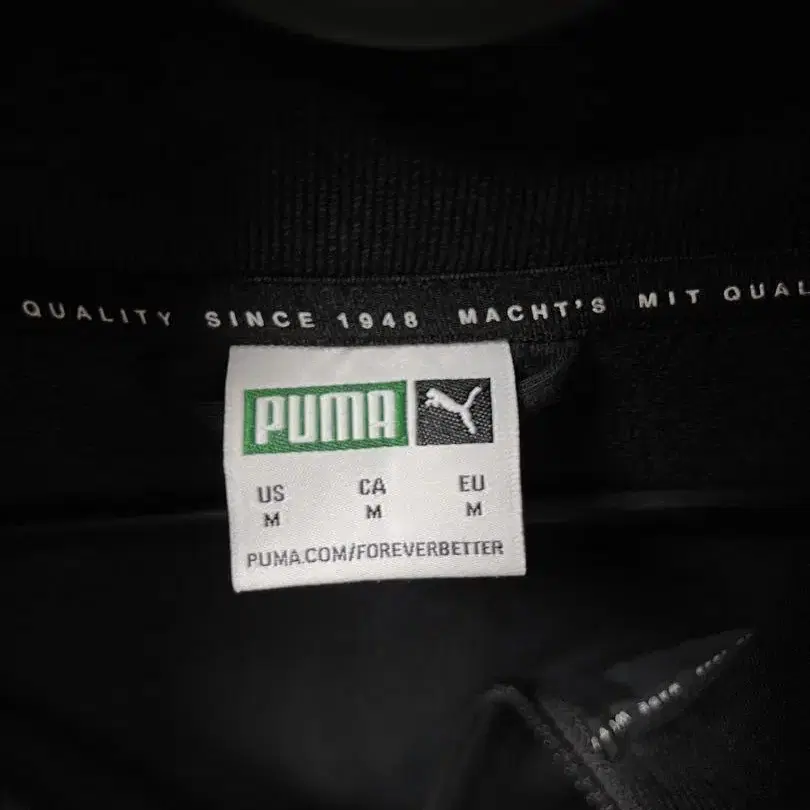 QUALITY SINCE 1948 MACHT'S MIT QUAL
PUMA
US CA EU
M M M
PUMA.COM/FOREVERBETTER